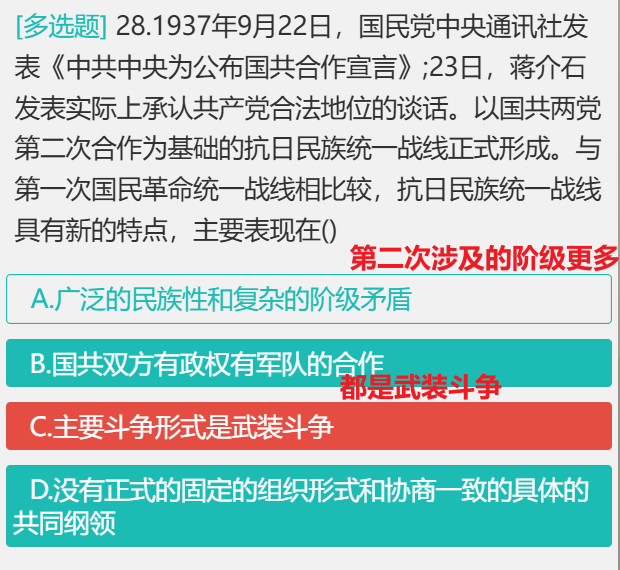 [多选题] 28.1937年9月22日，国民党中央通讯社发
表《中共中央为公布国共合作宣言》;23日，蒋介石
发表实际上承认共产党合法地位的谈话。以国共两党
第二次合作为基础的抗日民族统一战线正式形成。与
第一次国民革命统一战线相比较，抗日民族统一战线
具有新的特点，主要表现在()
第二次涉及的阶级更多
A.广泛的民族性和复杂的阶级矛盾
B.国共双方有政权有军队的合作
都是武装斗争
C.主要斗争形式是武装斗争
D.没有正式的固定的组织形式和协商一致的具体的
共同纲领